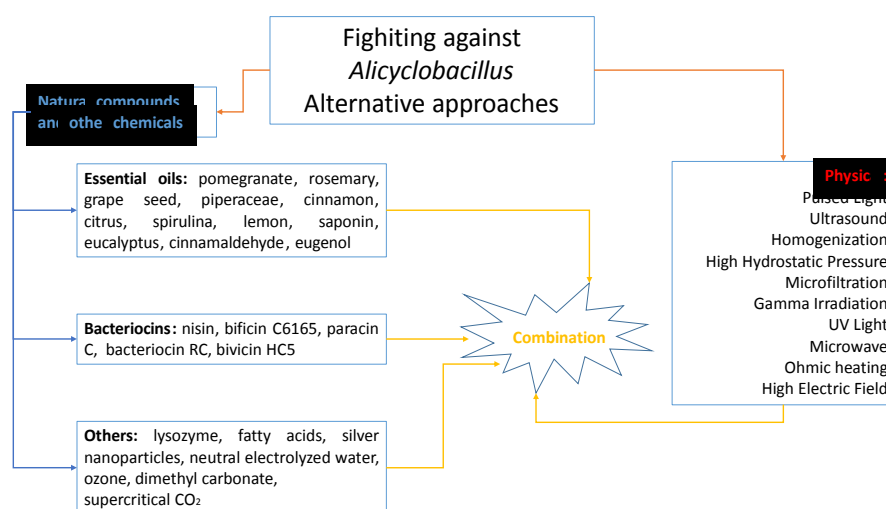 Fighiting against
Alicyclobacillus
Alternative approaches
Natura compounds
and othe chemicals
Essential oils: pomegranate, rosemary,
grape seed, piperaceae, cinnamon,
citrus, spirulina, lemon, saponin,
eucalyptus, cinnamaldehyde, eugenol
Bacteriocins: nisin, bificin C6165, paracin
C, bacteriocin RC, bivicin HC5
Others: lysozyme, fatty acids, silver
nanoparticles, neutral electrolyzed water,
ozone, dimethyl carbonate,
supercritical CO₂
Combination
Physic
Pulsed Light
Ultrasound
Homogenization
High Hydrostatic Pressure
Microfiltration
Gamma Irradiation
UV Light
Microwave
Ohmic heating
High Electric Field